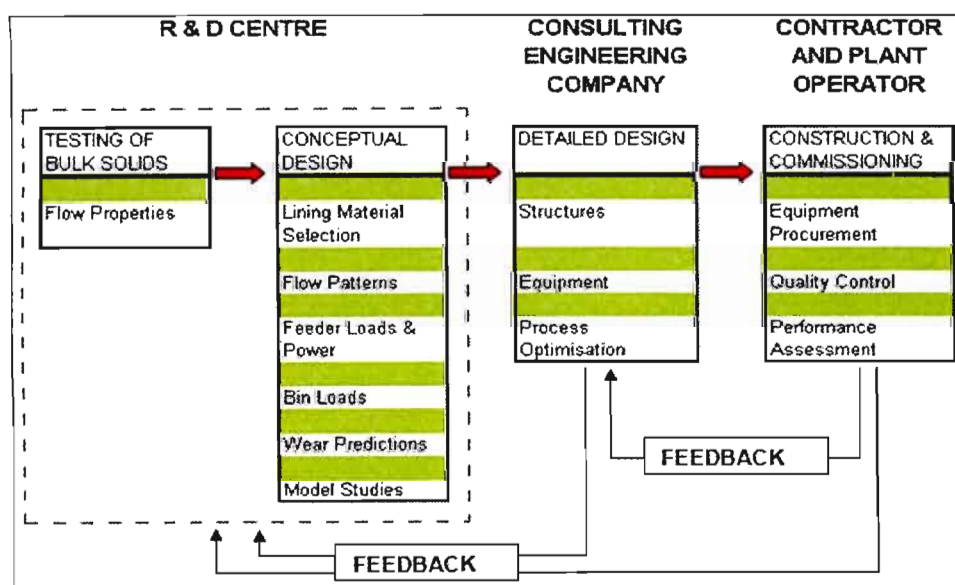 R & D CENTRE
CONSULTING
ENGINEERING
COMPANY
CONTRACTOR
AND PLANT
OPERATOR
TESTING OF
BULK SOLIDS
Flow Properties
CONCEPTUAL
DESIGN
Lining Material
Selection
Flow Patterns
Feeder Loads &
Power
Bin Loads
Wear Predictions
Model Studies
DETAILED DESIGN
Structures
Equipment
Process
Optimisation
CONSTRUCTION &
COMMISSIONING
Equipment
Procurement
Quality Control
Performance
Assessment
FEEDBACK
FEEDBACK